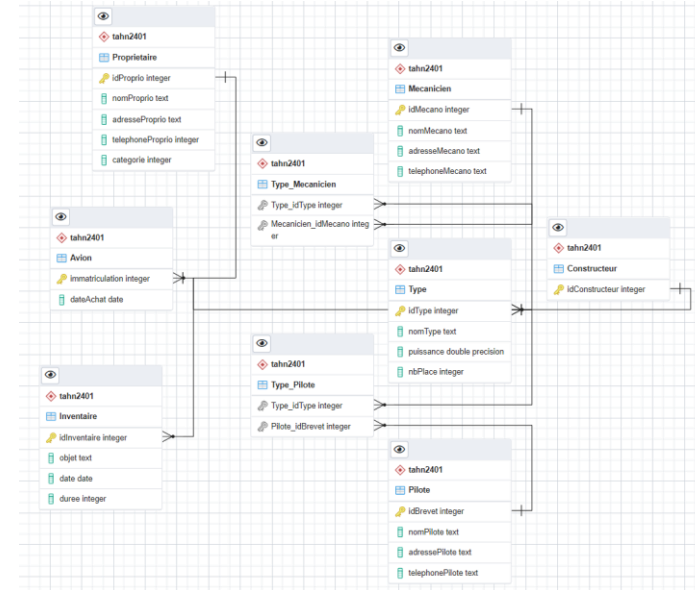 tahn2401
Proprietaire
idProprio integer
nomProprio text
adresseProprio text
telephoneProprio integer
categorie integer
tahn2401
Mecanicien
idMecano integer
nomMecano text
adresseMecano text
telephoneMecano text
tahn2401
Type_Mecanicien
Type_idType integer
Mecanicien_idMecano integ
er
tahn2401
Avion
immatriculation integer
dateAchat date
tahn2401
Type
idType integer
nomType text
puissance double precision
nbPlace integer
tahn2401
Constructeur
idConstructeur integer
tahn2401
Type_Pilote
Type_idType integer
Pilote_idBrevet integer
tahn2401
Inventaire
idInventaire integer
objet text
date date
duree integer
tahn2401
Pilote
idBrevet integer
nomPilote text
adressePilote text
telephonePilote text